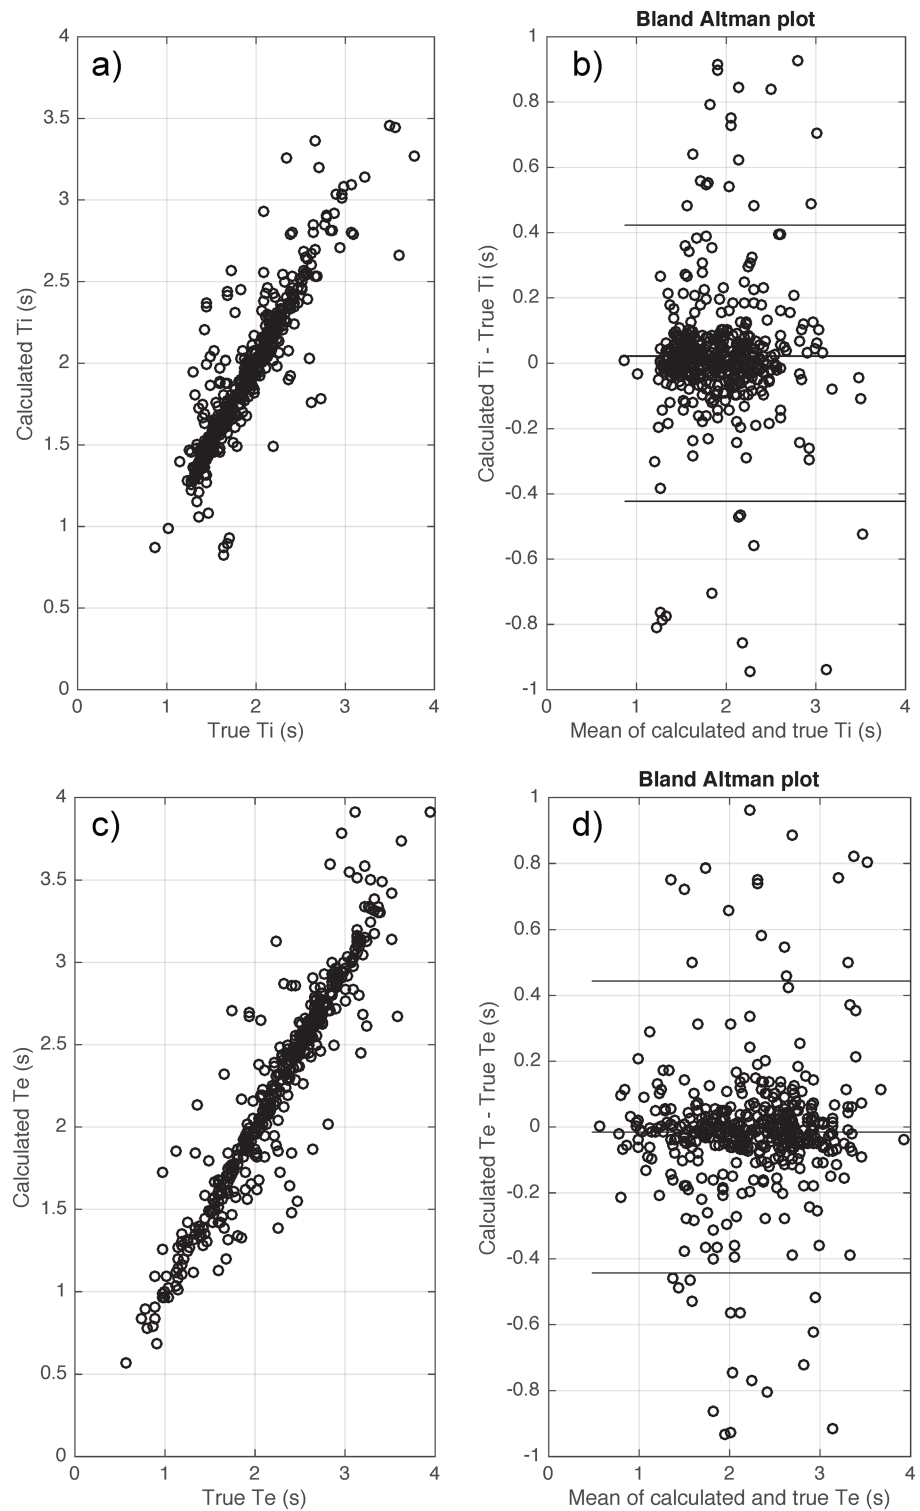 Bland Altman plot
a)
b)
4
3.5
3
2.5
2
1.5
1
0.5
0
Calculated Ti (s)
0 1 2 3 4
True Ti (s)
1
0.8
0.6
0.4
0.2
0
-0.2
-0.4
-0.6
-0.8
-1
Calculated Ti - True Ti (s)
0 1 2 3 4
Mean of calculated and true Ti (s)
Bland Altman plot
c)
d)
4
3.5
3
2.5
2
1.5
1
0.5
0
Calculated Te (s)
0 1 2 3 4
True Te (s)
1
0.8
0.6
0.4
0.2
0
-0.2
-0.4
-0.6
-0.8
-1
Calculated Te - True Te (s)
0 1 2 3 4
Mean of calculated and true Te (s)